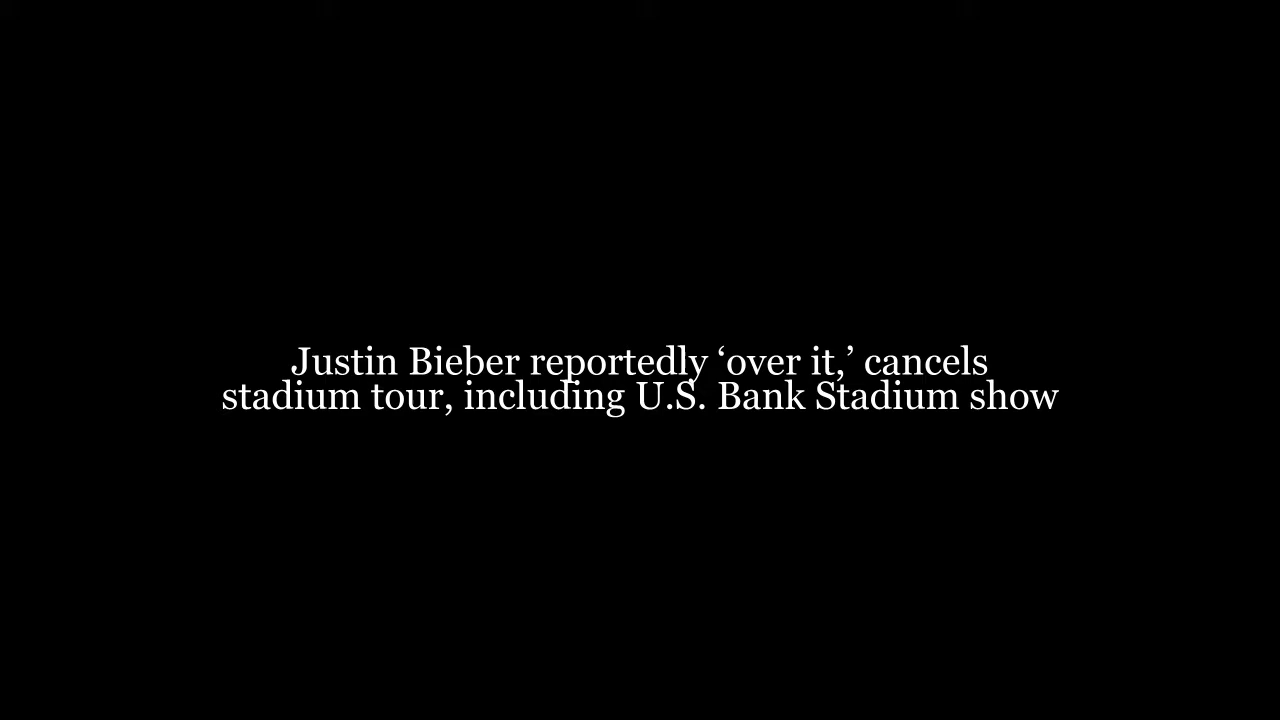 Justin Bieber reportedly ‘over it,’ cancels
stadium tour, including U.S. Bank Stadium show